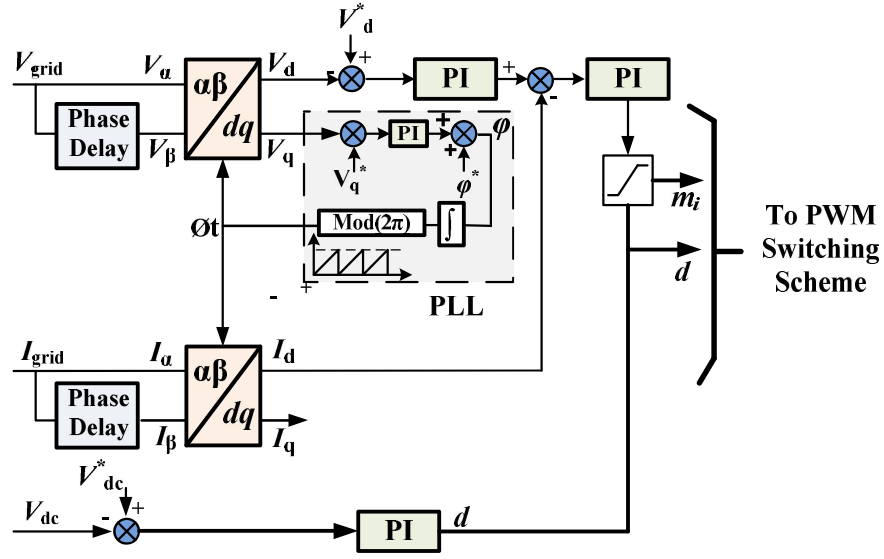 V*d
Vgrid
Vα
αβ
dq
Vd
-
+
PI
+
-
PI
Phase
Delay
Vβ
Vq
PI
+
+
φ
Vq*
φ*
Øt
Mod(2π)
∫
PLL
-
+
mi
d
To PWM
Switching
Scheme
Igrid
Iα
αβ
dq
Id
Phase
Delay
Iβ
Iq
V*dc
Vdc
-
+
PI
d